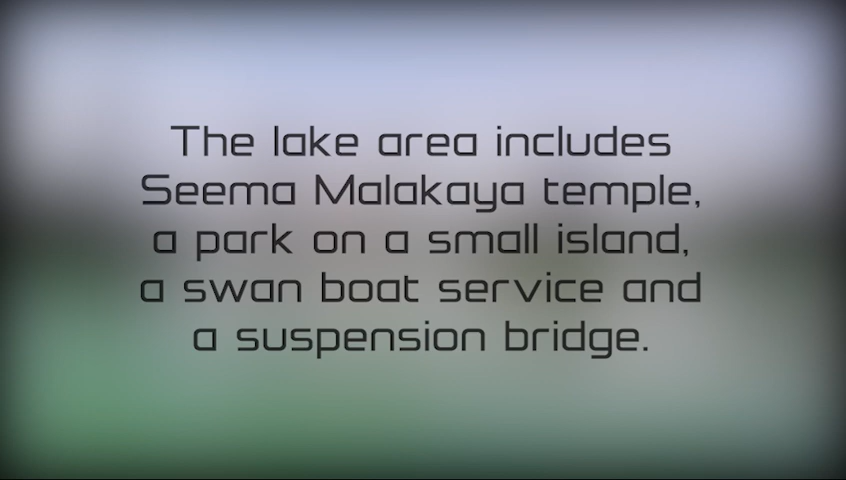 The lake area includes
Seema Malakaya temple,
a park on a small island,
a swan boat service and
a suspension bridge.